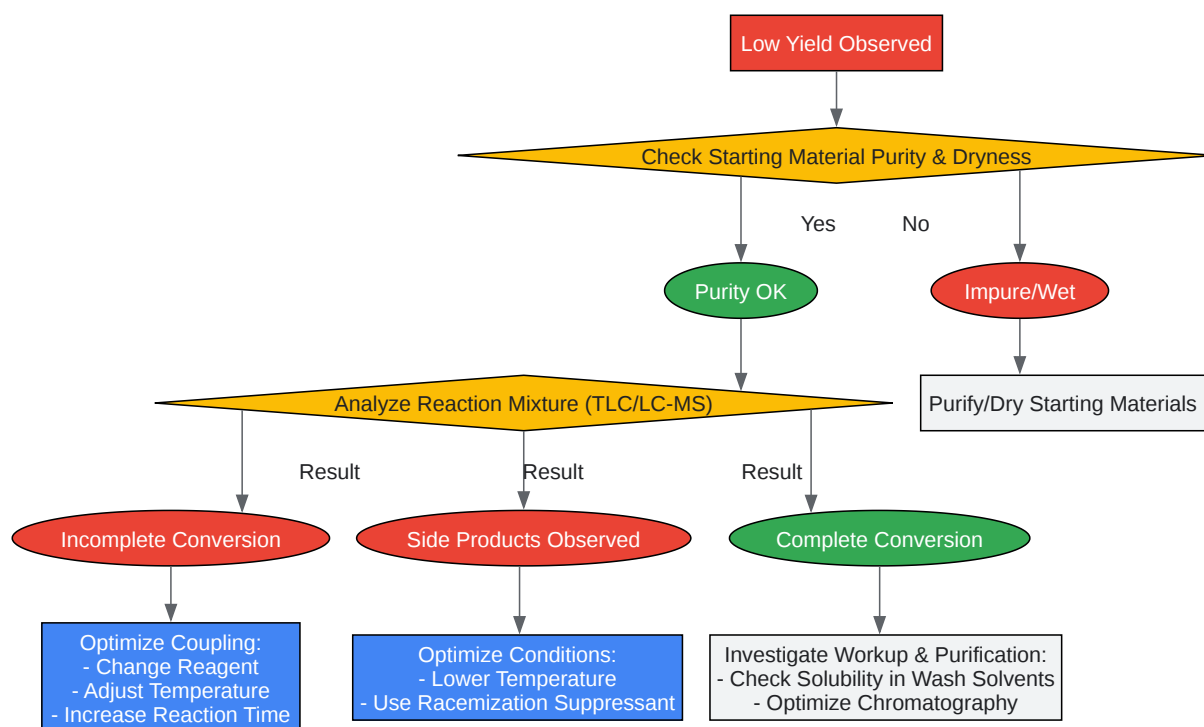 Low Yield Observed
Check Starting Material Purity & Dryness
Yes
No
Purity OK
Impure/Wet
Analyze Reaction Mixture (TLC/LC-MS)
Purify/Dry Starting Materials
Result
Result
Result
Incomplete Conversion
Side Products Observed
Complete Conversion
Optimize Coupling:
- Change Reagent
- Adjust Temperature
- Increase Reaction Time
Optimize Conditions:
- Lower Temperature
- Use Racemization Suppressant
Investigate Workup & Purification:
- Check Solubility in Wash Solvents
- Optimize Chromatography